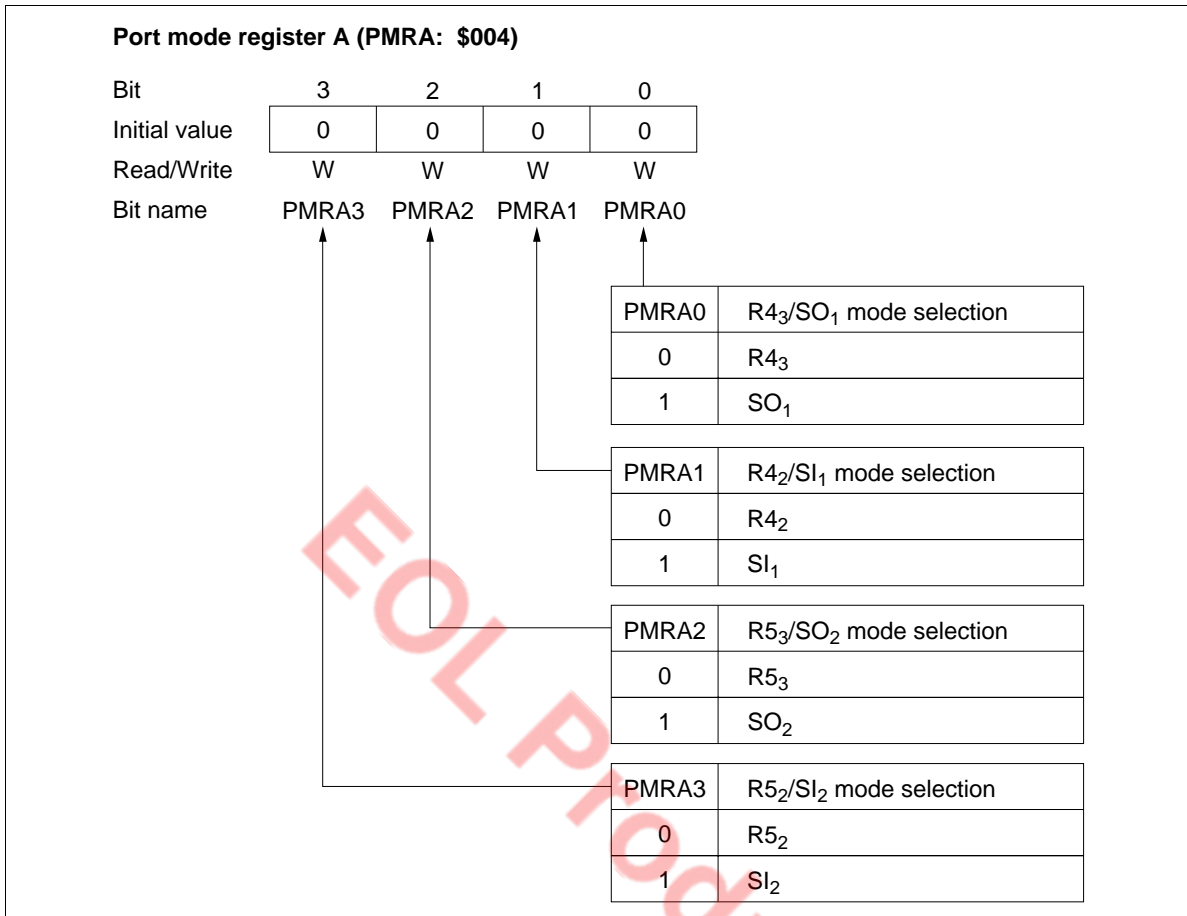 Port mode register A (PMRA: $004)
Bit 3 2 1 0
Initial value 0 0 0 0
Read/Write W W W W
Bit name PMRA3 PMRA2 PMRA1 PMRA0
PMRA0 R4₃/SO₁ mode selection
0 R4₃
1 SO₁
PMRA1 R4₂/SI₁ mode selection
0 R4₂
1 SI₁
PMRA2 R5₃/SO₂ mode selection
0 R5₃
1 SO₂
PMRA3 R5₂/SI₂ mode selection
0 R5₂
1 SI₂
EOL Prod